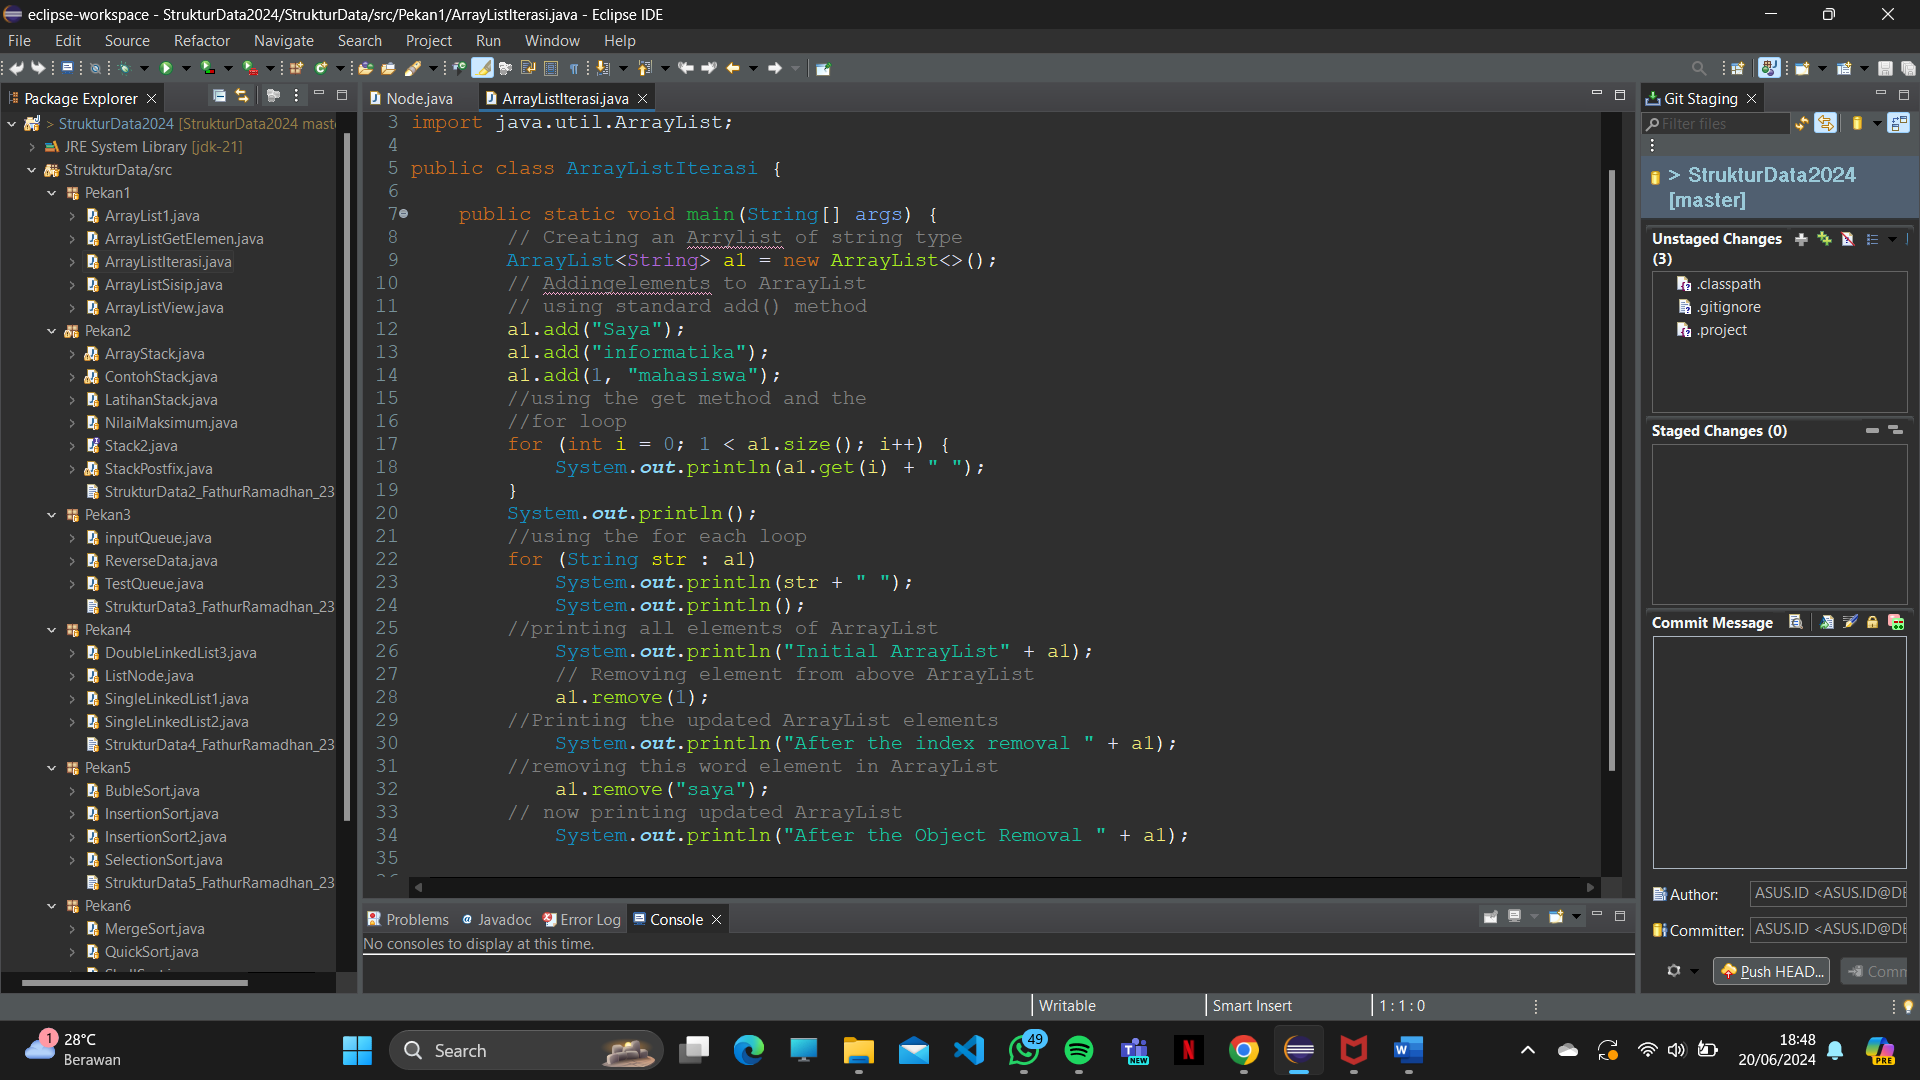 eclipse-workspace - StrukturData2024/StrukturData/src/Pekan1/ArrayListIterasi.java - Eclipse IDE
File Edit Source Refactor Navigate Search Project Run Window Help
Package Explorer
> StrukturData2024 [StrukturData2024 mast
JRE System Library [jdk-21]
StrukturData/src
Pekan1
ArrayList1.java
ArrayListGetElemen.java
ArrayListIterasi.java
ArrayListSisip.java
ArrayListView.java
Pekan2
ArrayStack.java
ContohStack.java
LatihanStack.java
NilaiMaksimum.java
Stack2.java
StackPostfix.java
StrukturData2_FathurRamadhan_23
Pekan3
inputQueue.java
ReverseData.java
TestQueue.java
StrukturData3_FathurRamadhan_23
Pekan4
DoubleLinkedList3.java
ListNode.java
SingleLinkedList1.java
SingleLinkedList2.java
StrukturData4_FathurRamadhan_23
Pekan5
BubleSort.java
InsertionSort.java
InsertionSort2.java
SelectionSort.java
StrukturData5_FathurRamadhan_23
Pekan6
MergeSort.java
QuickSort.java
Node.java ArrayListIterasi.java
3 import java.util.ArrayList;
4
5 public class ArrayListIterasi {
6
7 public static void main(String[] args) {
8 // Creating an Arrylist of string type
9 ArrayList<String> a1 = new ArrayList<>();
10 // Addingelements to ArrayList
11 // using standard add() method
12 a1.add("Saya");
13 a1.add("informatika");
14 a1.add(1, "mahasiswa");
15 //using the get method and the
16 //for loop
17 for (int i = 0; 1 < a1.size(); i++) {
18 System.out.println(a1.get(i) + " ");
19 }
20 System.out.println();
21 //using the for each loop
22 for (String str : a1)
23 System.out.println(str + " ");
24 System.out.println();
25 //printing all elements of ArrayList
26 System.out.println("Initial ArrayList" + a1);
27 // Removing element from above ArrayList
28 a1.remove(1);
29 //Printing the updated ArrayList elements
30 System.out.println("After the index removal " + a1);
31 //removing this word element in ArrayList
32 a1.remove("saya");
33 // now printing updated ArrayList
34 System.out.println("After the Object Removal " + a1);
35
Problems Javadoc Error Log Console
No consoles to display at this time.
Git Staging
Filter files
> StrukturData2024
[master]
Unstaged Changes
(3)
.classpath
.gitignore
.project
Staged Changes (0)
Commit Message
Author: ASUS.ID <ASUS.ID@DE
Committer: ASUS.ID <ASUS.ID@DE
Push HEAD... Comm
Writable Smart Insert 1 : 1 : 0
1
28°C
Berawan
Search
49
NEW
N
W
18:48
20/06/2024
PRE